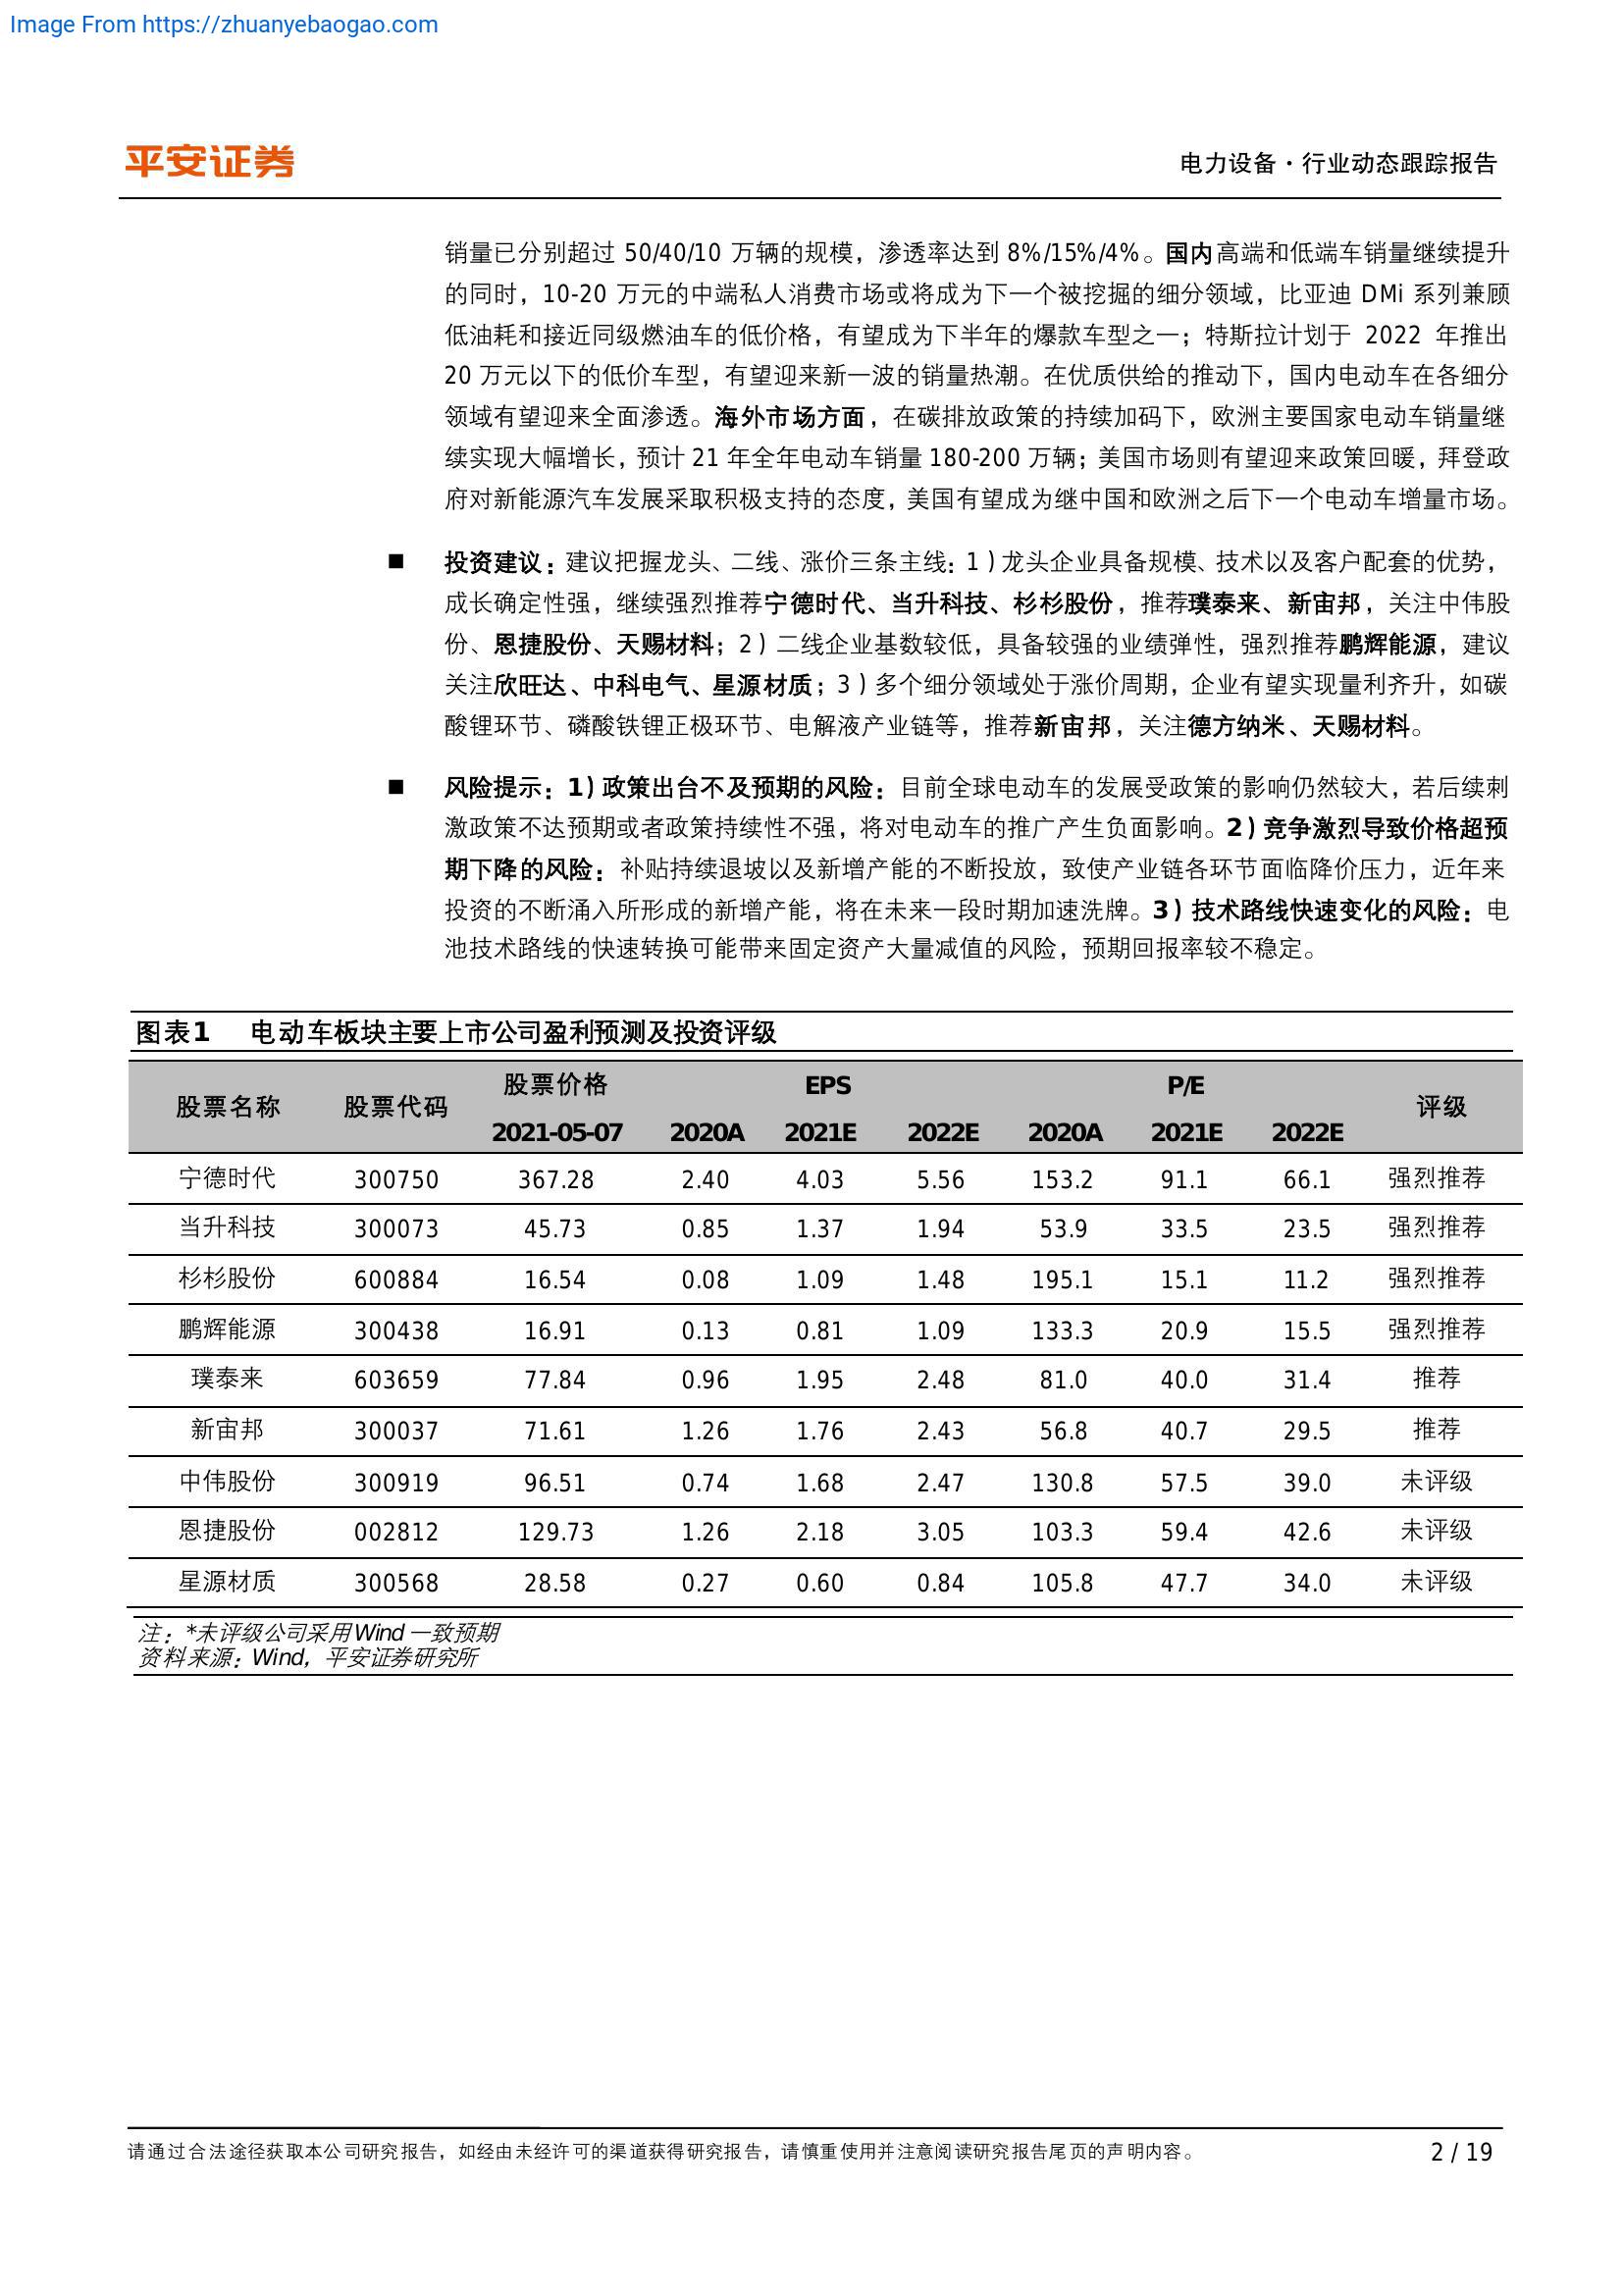 Image From https://zhuanyebaogao.com
平安证券
电力设备·行业动态跟踪报告
销量已分别超过 50/40/10 万辆的规模，渗透率达到 8%/15%/4%。国内高端和低端车销量继续提升
的同时，10-20 万元的中端私人消费市场或将成为下一个被挖掘的细分领域，比亚迪 DMi 系列兼顾
低油耗和接近同级燃油车的低价格，有望成为下半年的爆款车型之一；特斯拉计划于 2022 年推出
20 万元以下的低价车型，有望迎来新一波的销量热潮。在优质供给的推动下，国内电动车在各细分
领域有望迎来全面渗透。海外市场方面，在碳排放政策的持续加码下，欧洲主要国家电动车销量继
续实现大幅增长，预计 21 年全年电动车销量 180-200 万辆；美国市场则有望迎来政策回暖，拜登政
府对新能源汽车发展采取积极支持的态度，美国有望成为继中国和欧洲之后下一个电动车增量市场。
■ 投资建议：建议把握龙头、二线、涨价三条主线：1）龙头企业具备规模、技术以及客户配套的优势，
成长确定性强，继续强烈推荐宁德时代、当升科技、杉杉股份，推荐璞泰来、新宙邦，关注中伟股
份、恩捷股份、天赐材料；2）二线企业基数较低，具备较强的业绩弹性，强烈推荐鹏辉能源，建议
关注欣旺达、中科电气、星源材质；3）多个细分领域处于涨价周期，企业有望实现量利齐升，如碳
酸锂环节、磷酸铁锂正极环节、电解液产业链等，推荐新宙邦，关注德方纳米、天赐材料。
■ 风险提示：1）政策出台不及预期的风险：目前全球电动车的发展受政策的影响仍然较大，若后续刺
激政策不达预期或者政策持续性不强，将对电动车的推广产生负面影响。2）竞争激烈导致价格超预
期下降的风险：补贴持续退坡以及新增产能的不断投放，致使产业链各环节面临降价压力，近年来
投资的不断涌入所形成的新增产能，将在未来一段时期加速洗牌。3）技术路线快速变化的风险：电
池技术路线的快速转换可能带来固定资产大量减值的风险，预期回报率较不稳定。
图表1 电动车板块主要上市公司盈利预测及投资评级
股票名称 股票代码 股票价格 EPS P/E 评级
2021-05-07 2020A 2021E 2022E 2020A 2021E 2022E
宁德时代 300750 367.28 2.40 4.03 5.56 153.2 91.1 66.1 强烈推荐
当升科技 300073 45.73 0.85 1.37 1.94 53.9 33.5 23.5 强烈推荐
杉杉股份 600884 16.54 0.08 1.09 1.48 195.1 15.1 11.2 强烈推荐
鹏辉能源 300438 16.91 0.13 0.81 1.09 133.3 20.9 15.5 强烈推荐
璞泰来 603659 77.84 0.96 1.95 2.48 81.0 40.0 31.4 推荐
新宙邦 300037 71.61 1.26 1.76 2.43 56.8 40.7 29.5 推荐
中伟股份 300919 96.51 0.74 1.68 2.47 130.8 57.5 39.0 未评级
恩捷股份 002812 129.73 1.26 2.18 3.05 103.3 59.4 42.6 未评级
星源材质 300568 28.58 0.27 0.60 0.84 105.8 47.7 34.0 未评级
注：*未评级公司采用Wind一致预期
资料来源：Wind，平安证券研究所
请通过合法途径获取本公司研究报告，如经由未经许可的渠道获得研究报告，请慎重使用并注意阅读研究报告尾页的声明内容。
2 / 19